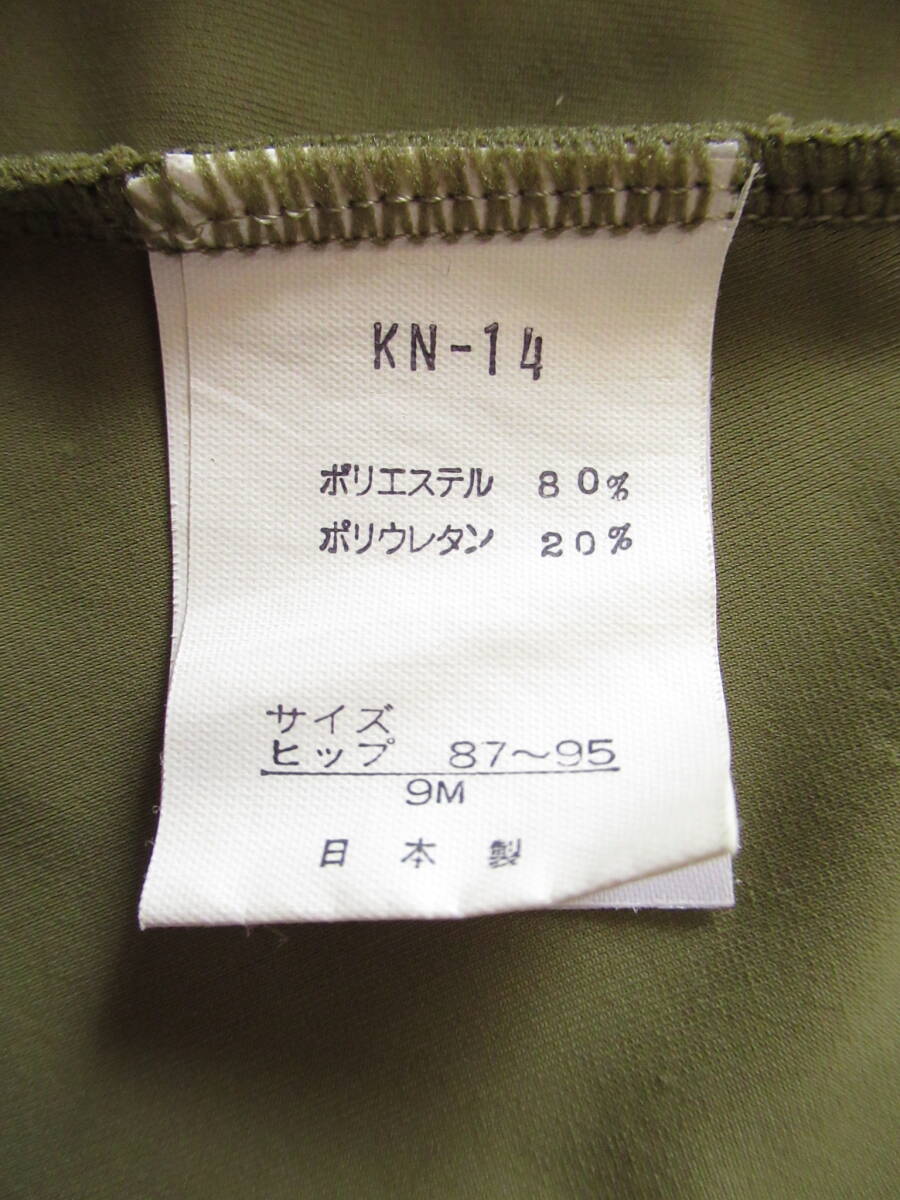 KN-14
ポリエステル 80%
ポリウレタン 20%
サイズ
ヒップ 87〜95
9M
日本製